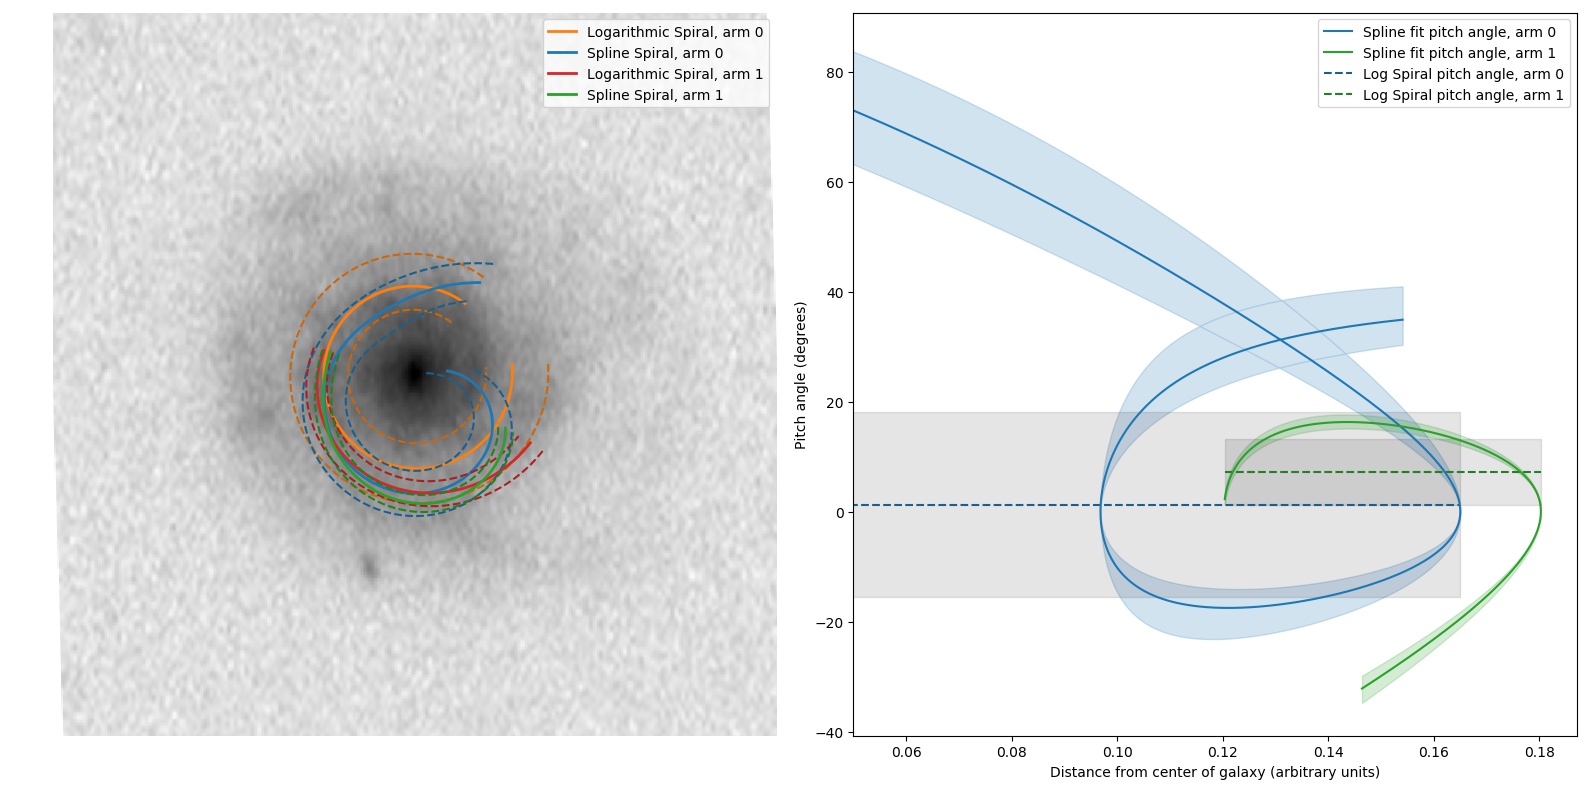 Logarithmic Spiral, arm 0
Spline Spiral, arm 0
Logarithmic Spiral, arm 1
Spline Spiral, arm 1
Spline fit pitch angle, arm 0
Spline fit pitch angle, arm 1
Log Spiral pitch angle, arm 0
Log Spiral pitch angle, arm 1
80
60
40
20
0
−20
−40
Pitch angle (degrees)
0.06 0.08 0.10 0.12 0.14 0.16 0.18
Distance from center of galaxy (arbitrary units)